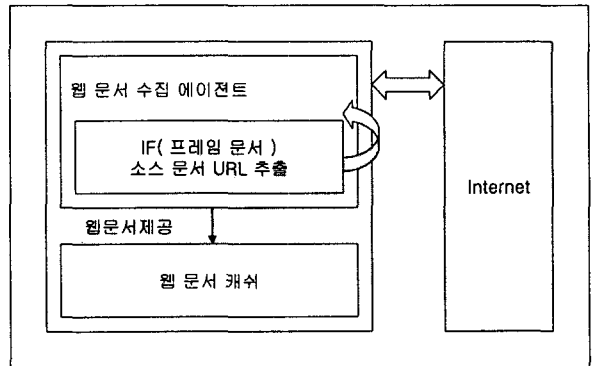 웹 문서 수집 에이젼트
IF( 프레임 문서 )
소스 문서 URL 추출
Internet
웹문서제공
웹 문서 캐쉬